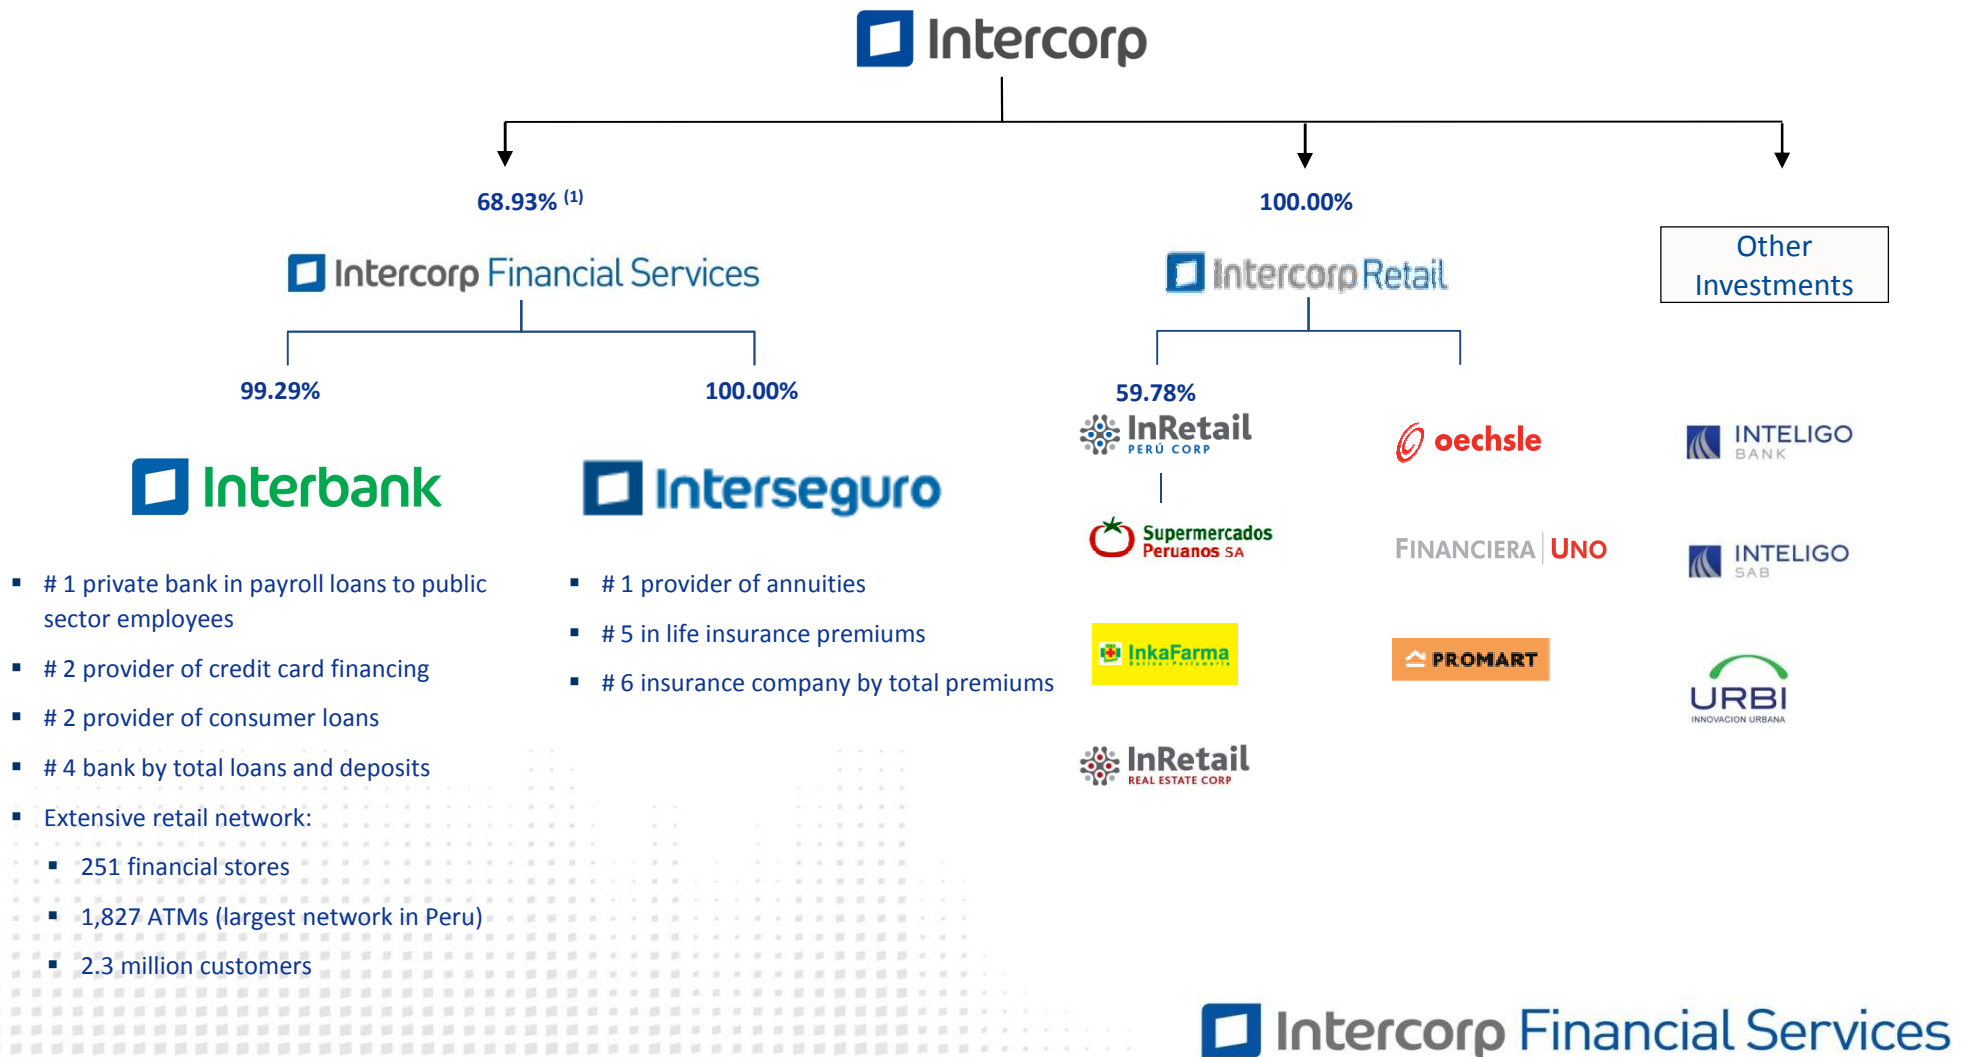 Intercorp
68.93% (1)
100.00%
Other
Investments
Intercorp Financial Services
Intercorp Retail
99.29%
100.00%
59.78%
Interbank
Interseguro
# 1 private bank in payroll loans to public
sector employees
# 2 provider of credit card financing
# 2 provider of consumer loans
# 4 bank by total loans and deposits
Extensive retail network:
251 financial stores
1,827 ATMs (largest network in Peru)
2.3 million customers
# 1 provider of annuities
# 5 in life insurance premiums
# 6 insurance company by total premiums
InRetail
PERÚ CORP
Supermercados
Peruanos SA
InkaFarma
Botica - Perfumería
InRetail
REAL ESTATE CORP
oechsle
FINANCIERA UNO
PROMART
INTELIGO
BANK
INTELIGO
SAB
URBI
INNOVACION URBANA
Intercorp Financial Services